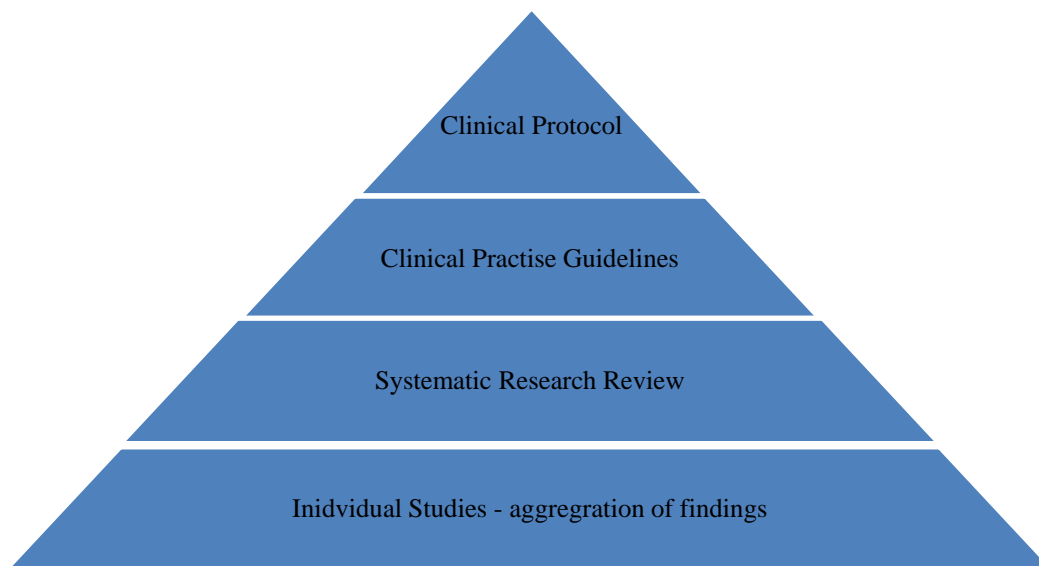 Clinical Protocol
Clinical Practise Guidelines
Systematic Research Review
Inidvidual Studies - aggregration of findings